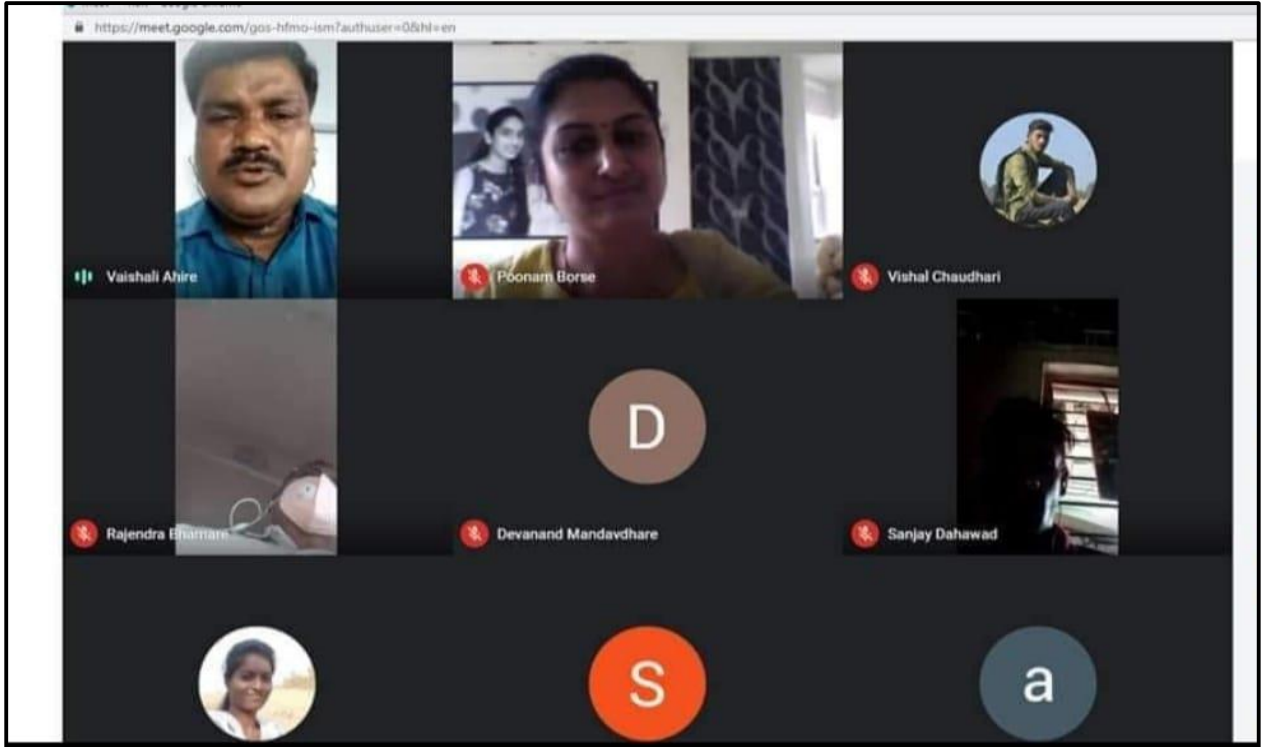 https://meet.google.com/gos-hfmo-ism?authuser=0&hl=en
Vaishali Ahire
Poonam Borse
Vishal Chaudhari
Rajendra Bhamare
D
Devanand Mandavdhare
Sanjay Dahawad
S
a